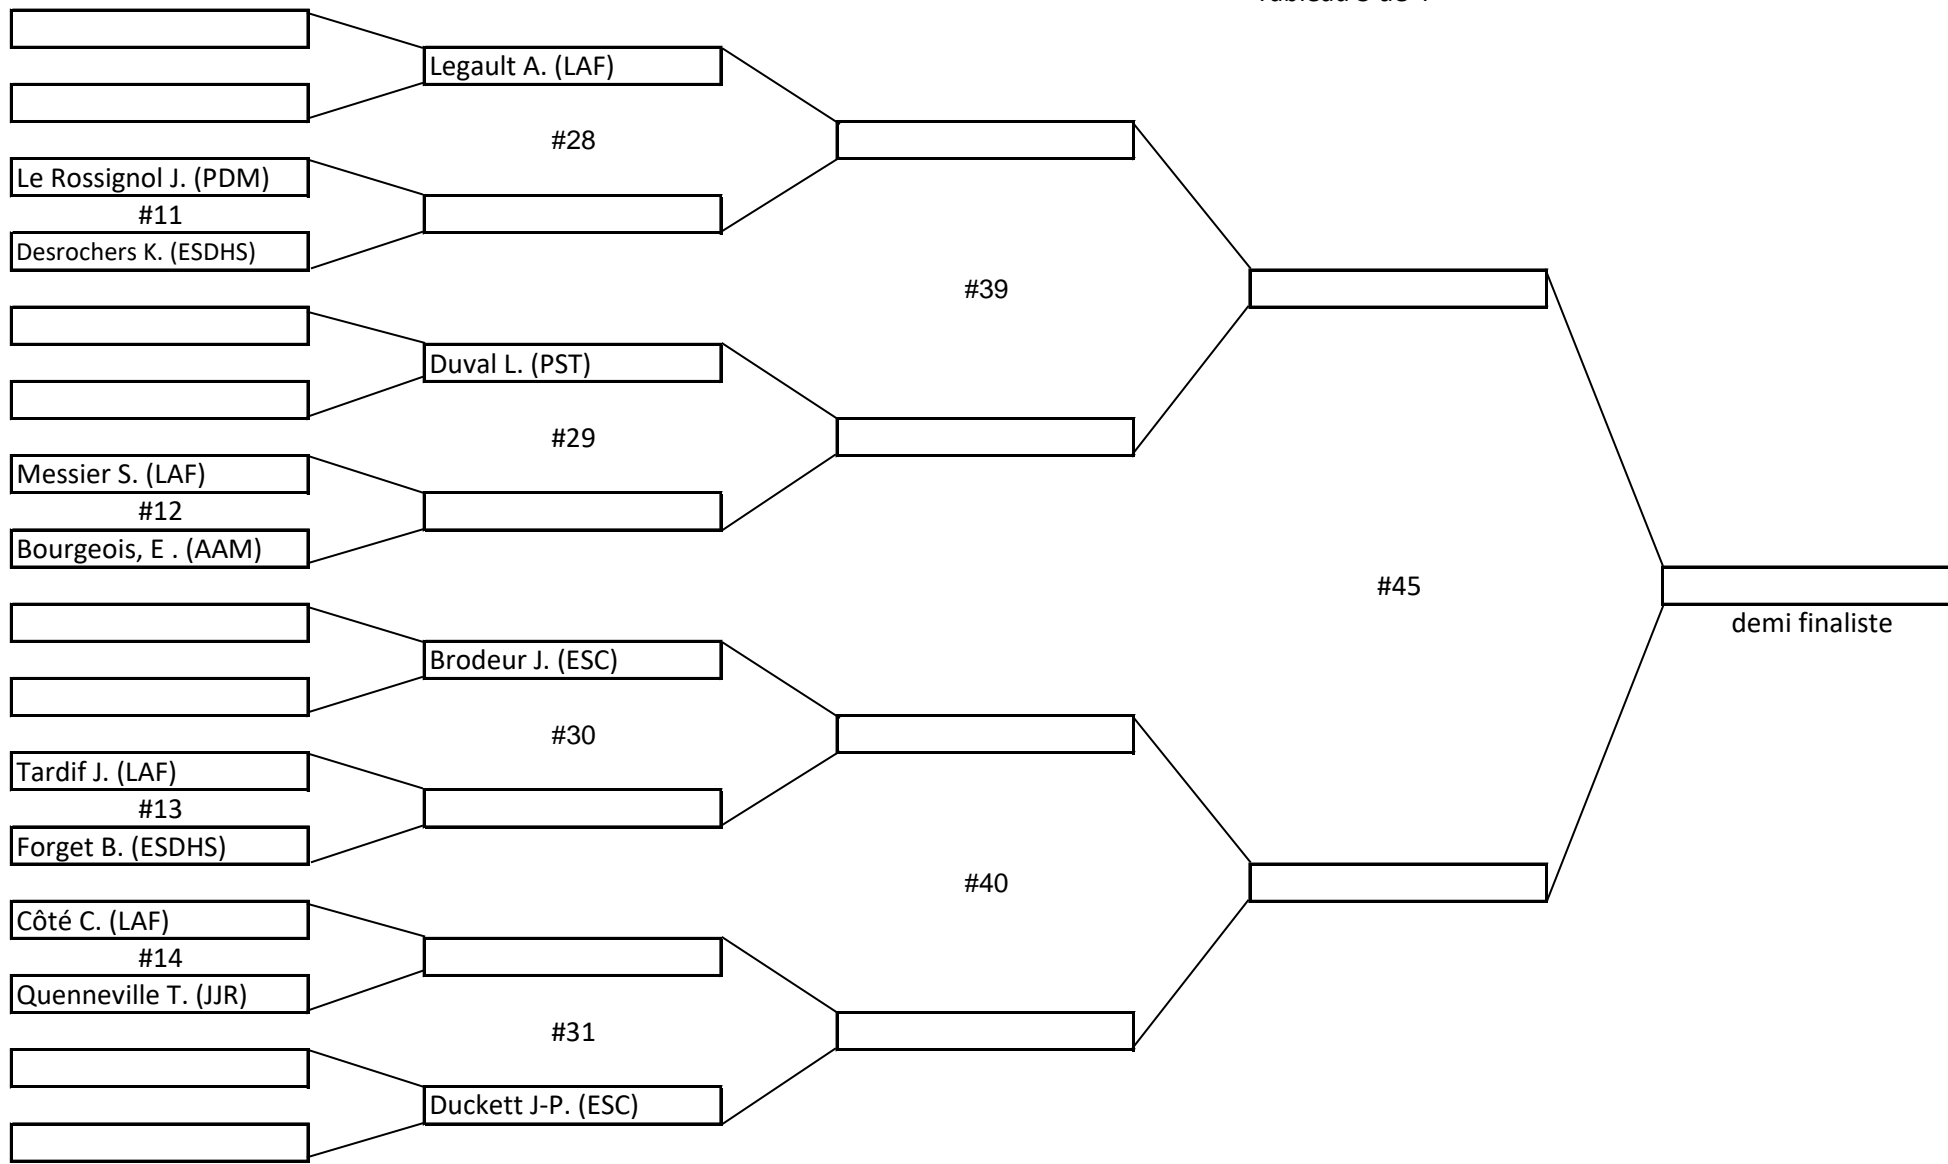 Legault A. (LAF)
#28
Le Rossignol J. (PDM)
#11
Desrochers K. (ESDHS)
#39
Duval L. (PST)
#29
Messier S. (LAF)
#12
Bourgeois, E . (AAM)
#45
demi finaliste
Brodeur J. (ESC)
#30
Tardif J. (LAF)
#13
Forget B. (ESDHS)
#40
Côté C. (LAF)
#14
Quenneville T. (JJR)
#31
Duckett J-P. (ESC)